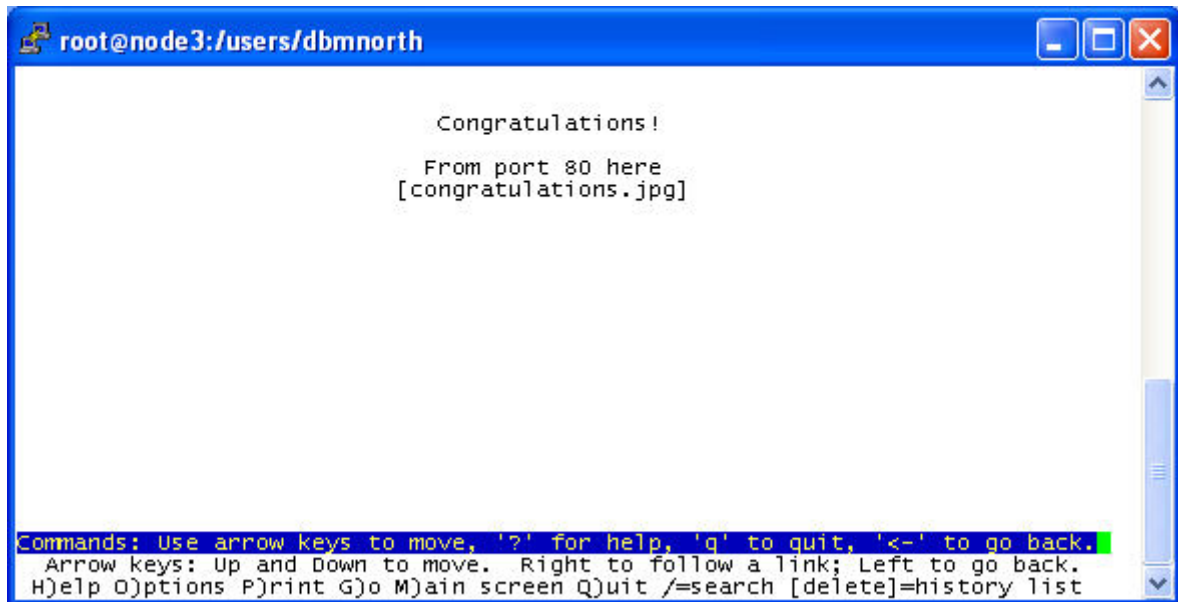 root@node3:/users/dbmnorth
Congratulations!
From port 80 here
[congratulations.jpg]
Commands: Use arrow keys to move, '?' for help, 'q' to quit, '<-' to go back.
Arrow keys: Up and Down to move.  Right to follow a link; Left to go back.
H)elp O)ptions P)rint G)o M)ain screen Q)uit /=search [delete]=history list